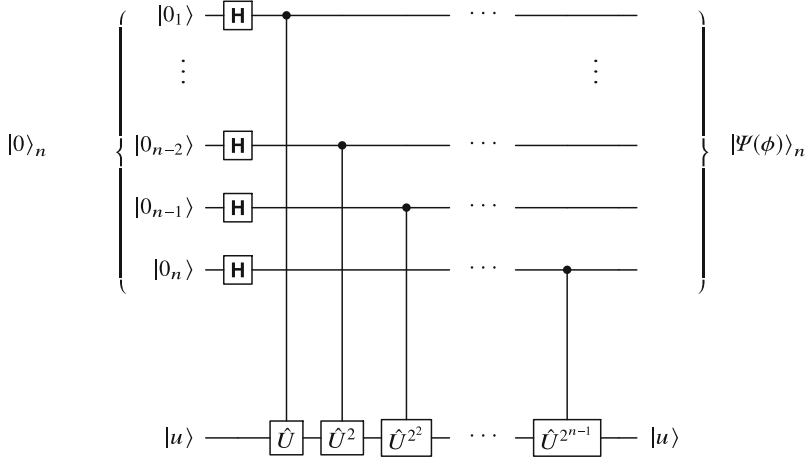 |0₁⟩ H ⋯
⋮ ⋮
|0⟩ₙ |0ₙ₋₂⟩ H ⋯ |Ψ(ϕ)⟩ₙ
|0ₙ₋₁⟩ H ⋯
|0ₙ⟩ H ⋯
|u⟩ Û Û² Û^{2²} ⋯ Û^{2ⁿ⁻¹} |u⟩